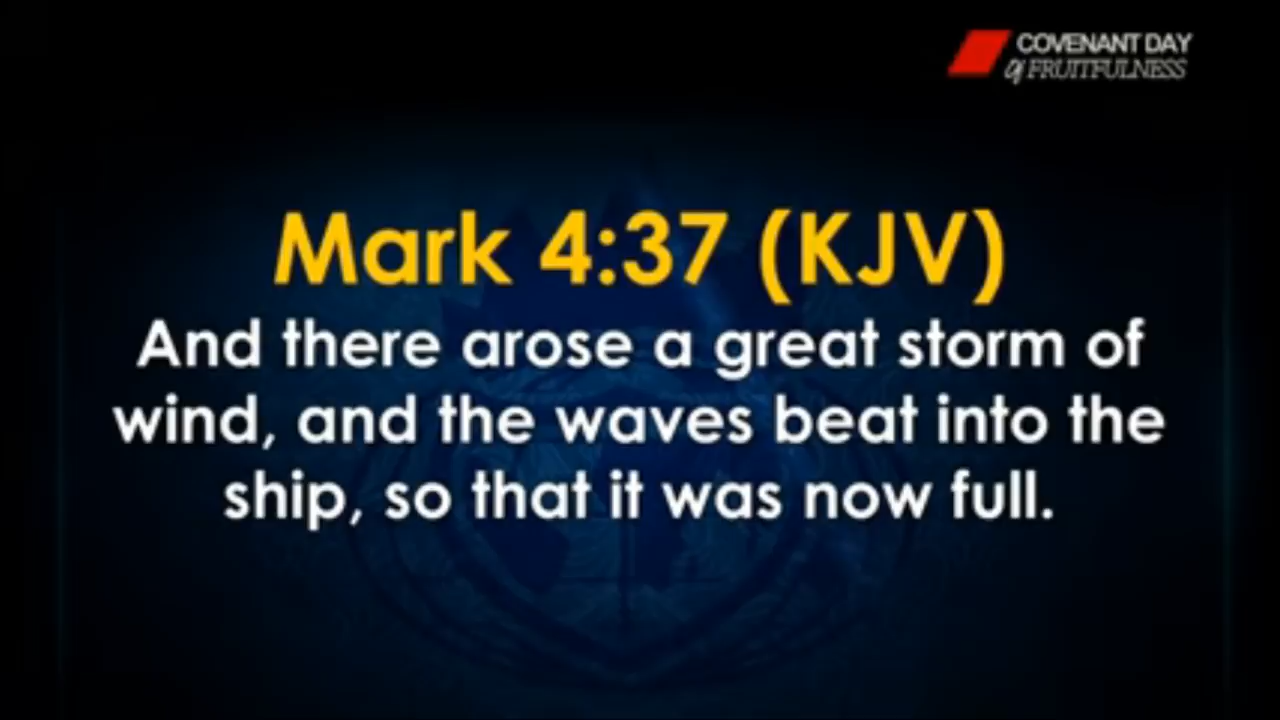 COVENANT DAY
Of FRUITFULNESS
Mark 4:37 (KJV)
And there arose a great storm of
wind, and the waves beat into the
ship, so that it was now full.